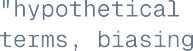 "hypothetical
terms, biasing